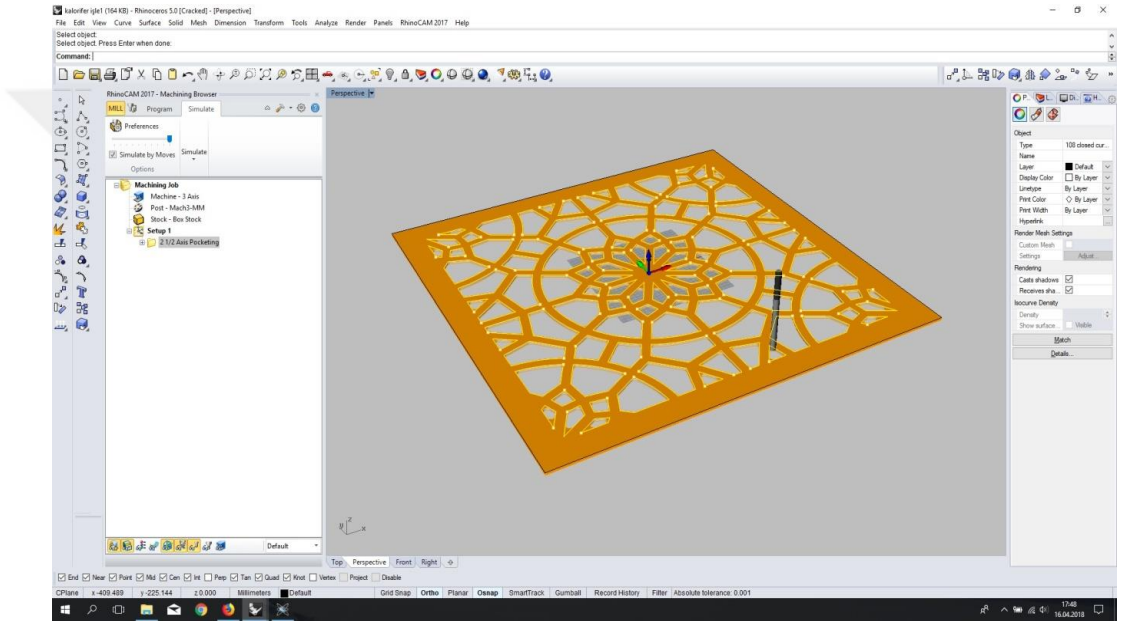 kalorifer igle1 (164 KB) - Rhinoceros 5.0 [Cracked] - [Perspective]
File Edit View Curve Surface Solid Mesh Dimension Transform Tools Analyze Render Panels RhinoCAM 2017 Help
Select object.
Select object. Press Enter when done:
Command:
RhinoCAM 2017 - Machining Browser
MILL Program Simulate
Preferences
Simulate by Moves Simulate
Options
Machining Job
Machine - 3 Axis
Post - Mach3-MM
Stock - Box Stock
Setup 1
2 1/2 Axis Pocketing
Default
Perspective
z
y x
Top Perspective Front Right
P.. L.. Di.. H..
Object
Type 108 closed cur...
Name
Layer Default
Display Color By Layer
Linetype By Layer
Print Color By Layer
Print Width By Layer
Hyperlink
Render Mesh Settings
Custom Mesh
Settings Adjust...
Rendering
Casts shadows
Receives sha...
Isocurve Density
Density
Show surface... Visible
Match
Details...
End Near Point Mid Cen Int Perp Tan Quad Knot Vertex Project Disable
CPlane x -409.489 y -225.144 z 0.000 Millimeters Default Grid Snap Ortho Planar Osnap SmartTrack Gumball Record History Filter Absolute tolerance: 0.001
17:48
16.04.2018